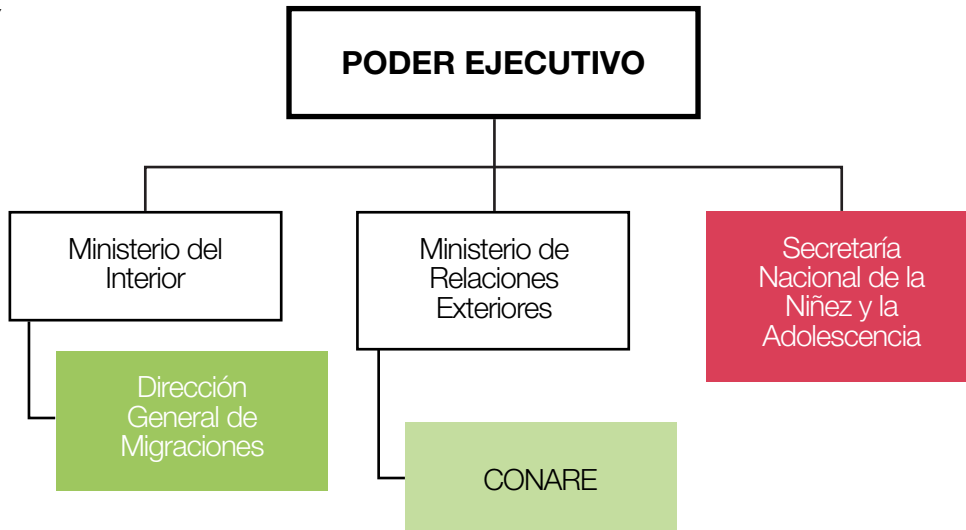 PODER EJECUTIVO
Ministerio del
Interior
Ministerio de
Relaciones
Exteriores
Secretaría
Nacional de la
Niñez y la
Adolescencia
Dirección
General de
Migraciones
CONARE